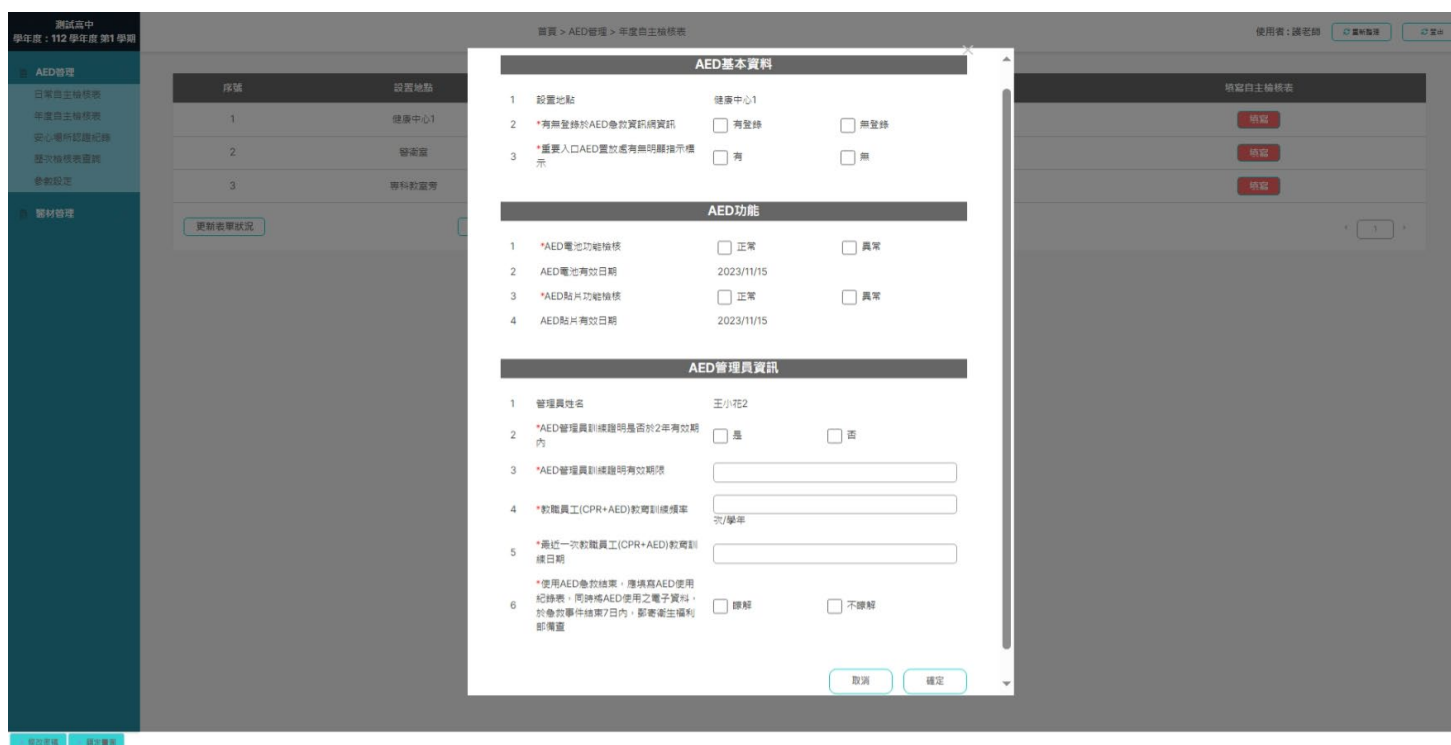 測試高中
學年度：112 學年度 第1 學期
首頁 > AED管理 > 年度自主檢核表
使用者 : 護老師
登出
AED管理
日常自主檢核表
年度自主檢核表
安心場所認證紀錄
歷次檢核表查詢
參數設定
醫材管理
序號
設置地點
填寫自主檢核表
1
健康中心1
填寫
2
警衛室
填寫
3
專科教室旁
填寫
更新表單狀況
1
AED基本資料
1 設置地點 健康中心1
2 *有無登錄於AED急救資訊網資訊 有登錄 無登錄
3 *重要入口AED置放處有無明顯指示標
示 有 無
AED功能
1 *AED電池功能檢核 正常 異常
2 AED電池有效日期 2023/11/15
3 *AED貼片功能檢核 正常 異常
4 AED貼片有效日期 2023/11/15
AED管理員資訊
1 管理員姓名 王小花2
2 *AED管理員訓練證明是否於2年有效期
內 是 否
3 *AED管理員訓練證明有效期限
4 *教職員工(CPR+AED)教育訓練頻率
次/學年
5 *最近一次教職員工(CPR+AED)教育訓
練日期
6 *使用AED急救結束，應填寫AED使用
紀錄表，同時將AED使用之電子資料，
於急救事件結束7日內，郵寄衛生福利
部備查
瞭解 不瞭解
取消 確定